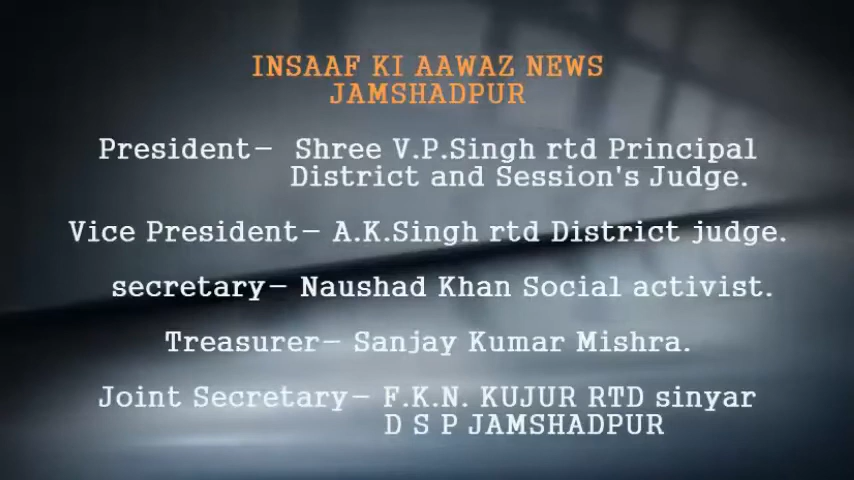 INSAAF KI AAWAZ NEWS
JAMSHADPUR
President- Shree V.P.Singh rtd Principal
District and Session's Judge.
Vice President- A.K.Singh rtd District judge.
secretary- Naushad Khan Social activist.
Treasurer- Sanjay Kumar Mishra.
Joint Secretary- F.K.N. KUJUR RTD sinyar
D S P JAMSHADPUR